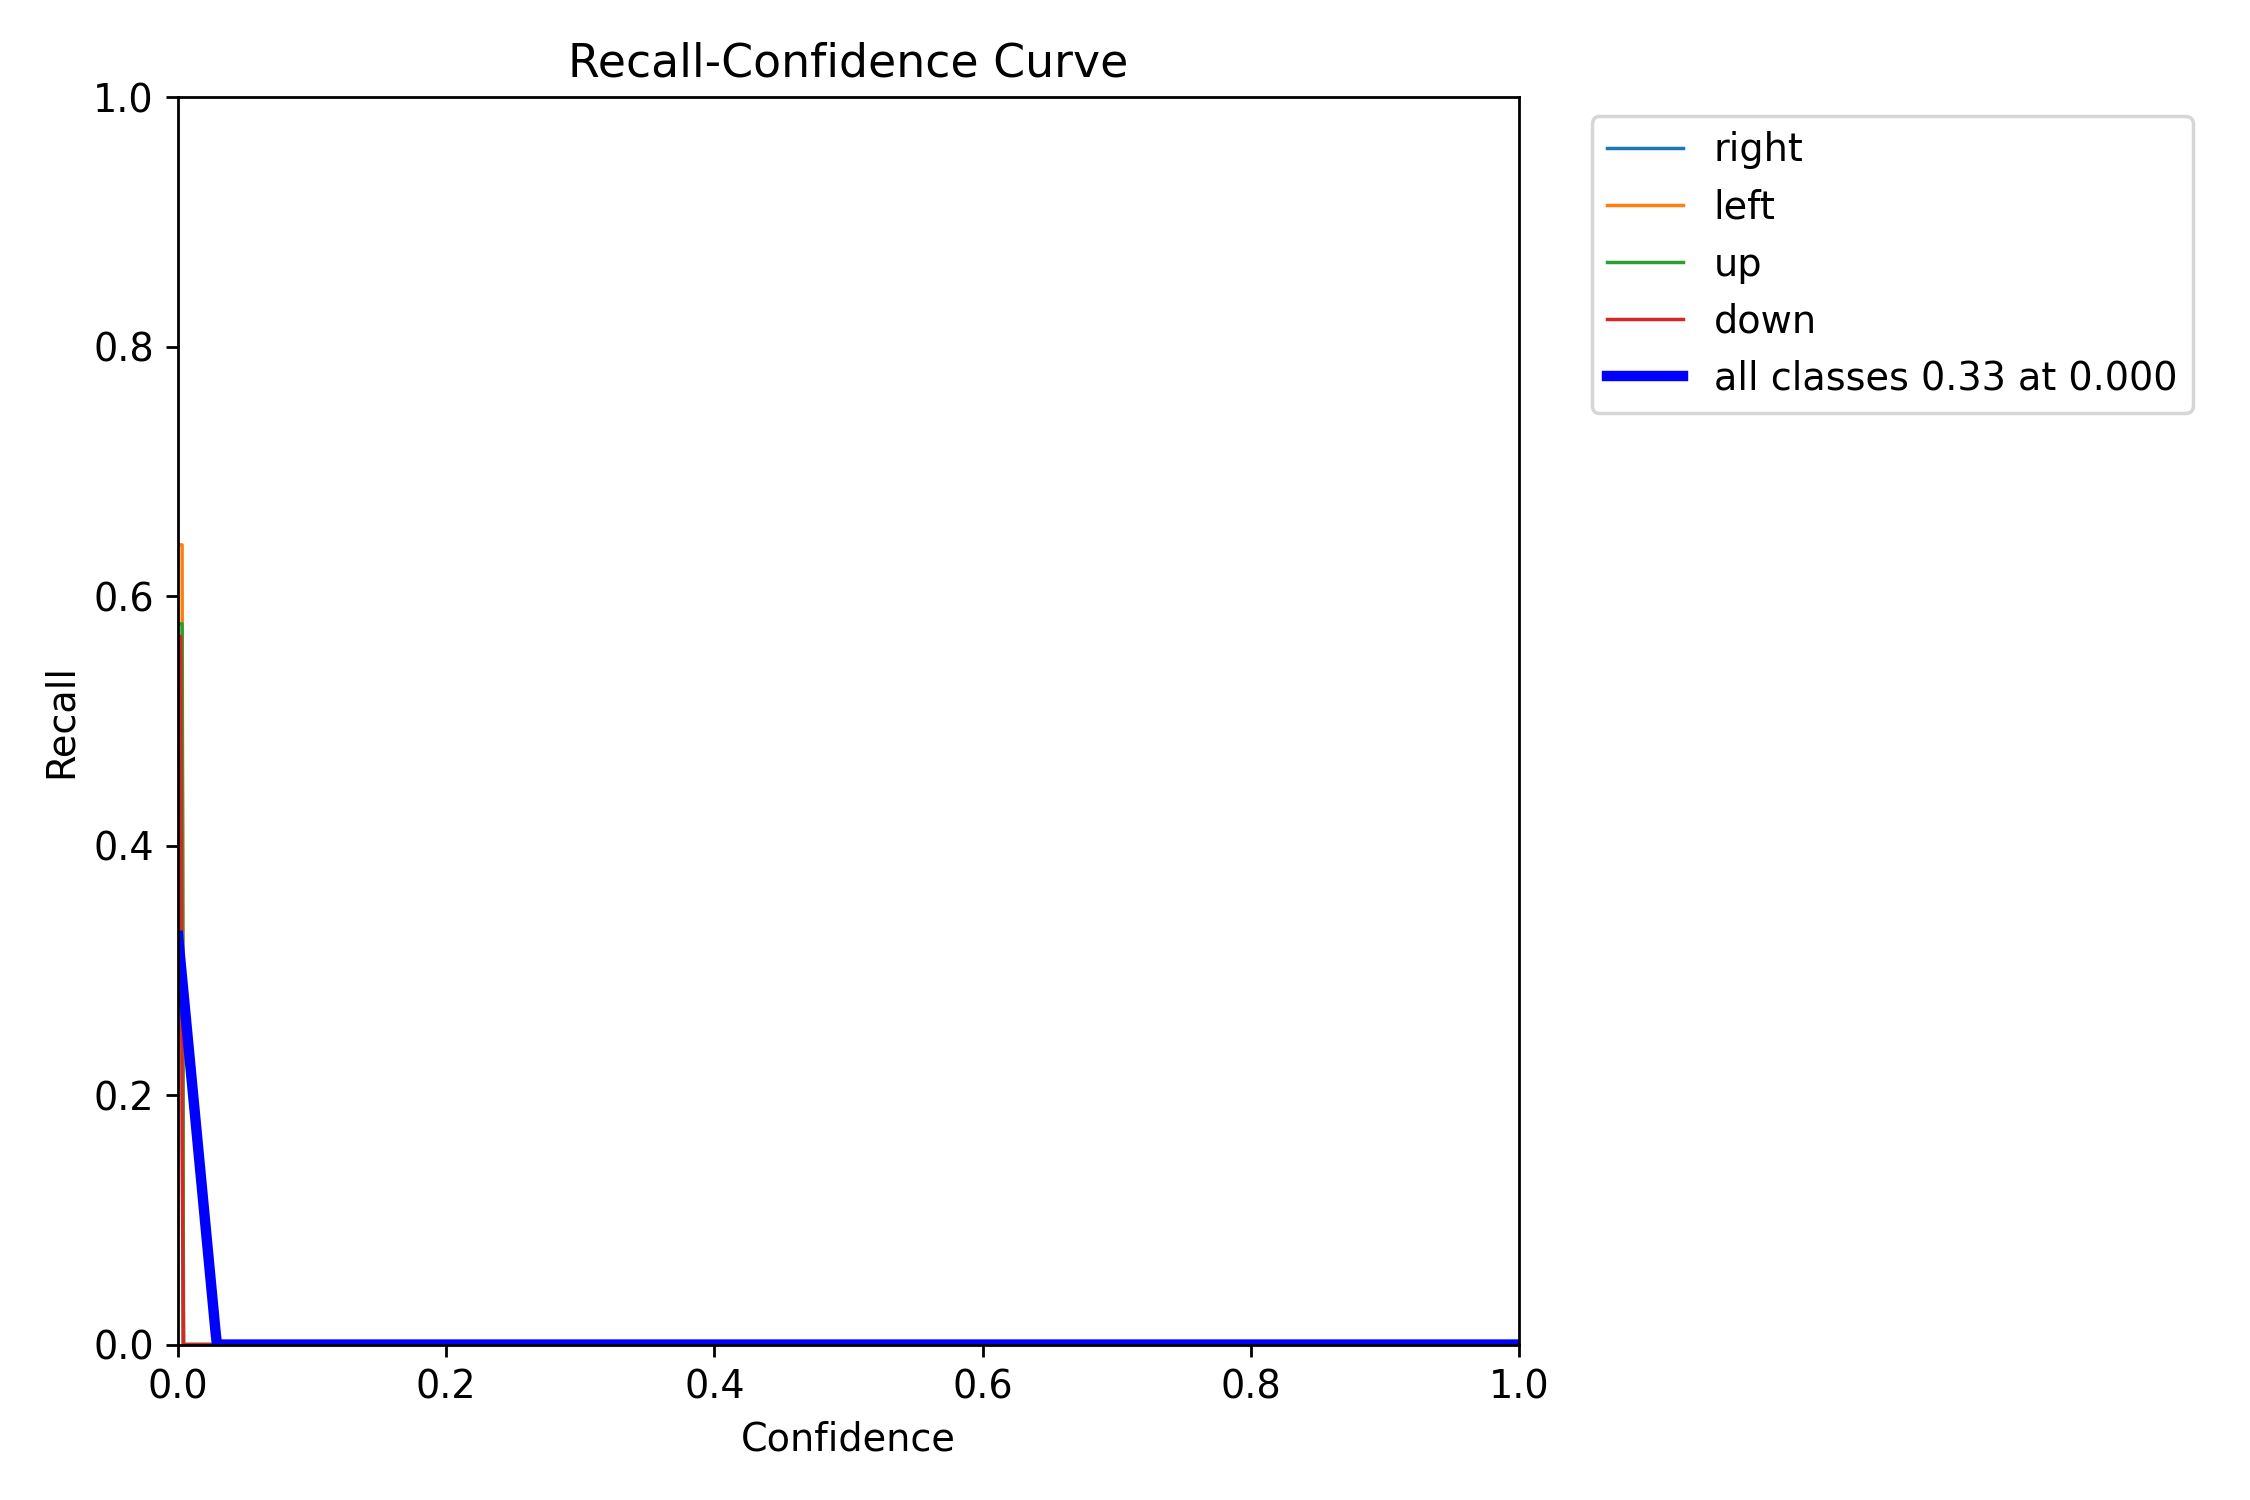 Recall-Confidence Curve
1.0
0.8
0.6
0.4
0.2
0.0
Recall
0.0 0.2 0.4 0.6 0.8 1.0
Confidence
right
left
up
down
all classes 0.33 at 0.000